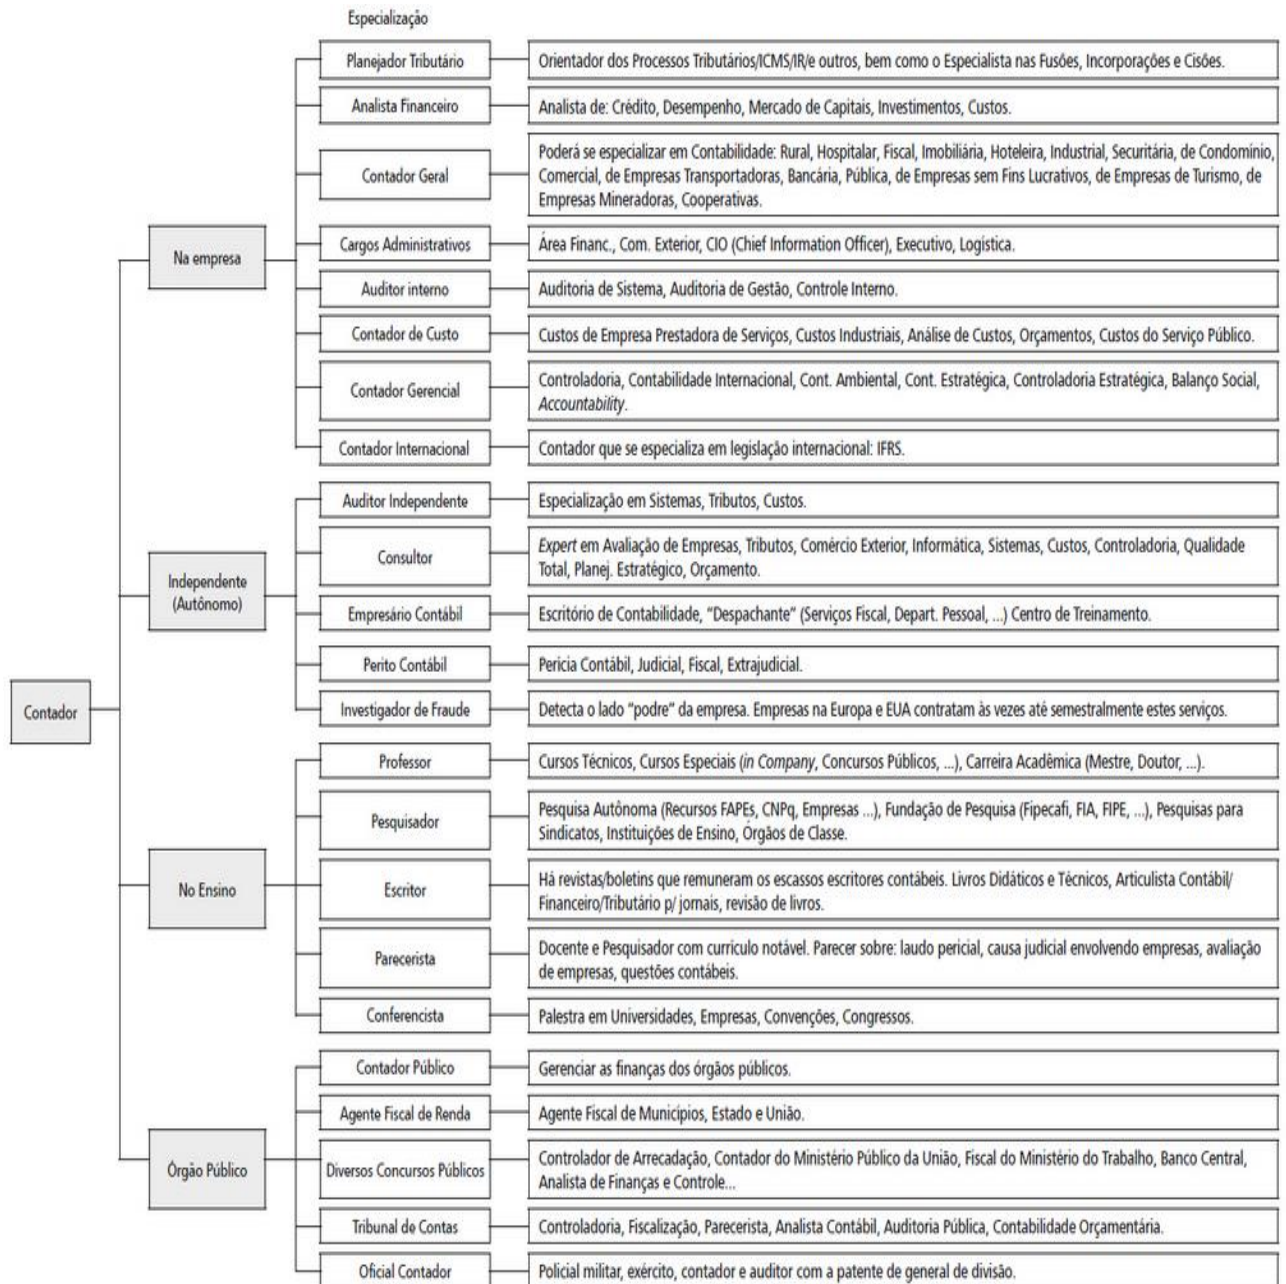 Especialização
Planejador Tributário
Orientador dos Processos Tributários/ICMS/IR/e outros, bem como o Especialista nas Fusões, Incorporações e Cisões.
Analista Financeiro
Analista de: Crédito, Desempenho, Mercado de Capitais, Investimentos, Custos.
Contador Geral
Poderá se especializar em Contabilidade: Rural, Hospitalar, Fiscal, Imobiliária, Hoteleira, Industrial, Securitária, de Condomínio,
Comercial, de Empresas Transportadoras, Bancária, Pública, de Empresas sem Fins Lucrativos, de Empresas de Turismo, de
Empresas Mineradoras, Cooperativas.
Na empresa
Cargos Administrativos
Área Financ., Com. Exterior, CIO (Chief Information Officer), Executivo, Logística.
Auditor interno
Auditoria de Sistema, Auditoria de Gestão, Controle Interno.
Contador de Custo
Custos de Empresa Prestadora de Serviços, Custos Industriais, Análise de Custos, Orçamentos, Custos do Serviço Público.
Contador Gerencial
Controladoria, Contabilidade Internacional, Cont. Ambiental, Cont. Estratégica, Controladoria Estratégica, Balanço Social,
Accountability.
Contador Internacional
Contador que se especializa em legislação internacional: IFRS.
Auditor Independente
Especialização em Sistemas, Tributos, Custos.
Consultor
Expert em Avaliação de Empresas, Tributos, Comércio Exterior, Informática, Sistemas, Custos, Controladoria, Qualidade
Total, Planej. Estratégico, Orçamento.
Independente
(Autônomo)
Empresário Contábil
Escritório de Contabilidade, "Despachante" (Serviços Fiscal, Depart. Pessoal, ...) Centro de Treinamento.
Perito Contábil
Perícia Contábil, Judicial, Fiscal, Extrajudicial.
Investigador de Fraude
Detecta o lado "podre" da empresa. Empresas na Europa e EUA contratam às vezes até semestralmente estes serviços.
Contador
Professor
Cursos Técnicos, Cursos Especiais (in Company, Concursos Públicos, ...), Carreira Acadêmica (Mestre, Doutor, ...).
Pesquisador
Pesquisa Autônoma (Recursos FAPEs, CNPq, Empresas ...), Fundação de Pesquisa (Fipecafi, FIA, FIPE, ...), Pesquisas para
Sindicatos, Instituições de Ensino, Órgãos de Classe.
No Ensino
Escritor
Há revistas/boletins que remuneram os escassos escritores contábeis. Livros Didáticos e Técnicos, Articulista Contábil/
Financeiro/Tributário p/ jornais, revisão de livros.
Parecerista
Docente e Pesquisador com currículo notável. Parecer sobre: laudo pericial, causa judicial envolvendo empresas, avaliação
de empresas, questões contábeis.
Conferencista
Palestra em Universidades, Empresas, Convenções, Congressos.
Contador Público
Gerenciar as finanças dos órgãos públicos.
Agente Fiscal de Renda
Agente Fiscal de Municípios, Estado e União.
Órgão Público
Diversos Concursos Públicos
Controlador de Arrecadação, Contador do Ministério Público da União, Fiscal do Ministério do Trabalho, Banco Central,
Analista de Finanças e Controle...
Tribunal de Contas
Controladoria, Fiscalização, Parecerista, Analista Contábil, Auditoria Pública, Contabilidade Orçamentária.
Oficial Contador
Policial militar, exército, contador e auditor com a patente de general de divisão.